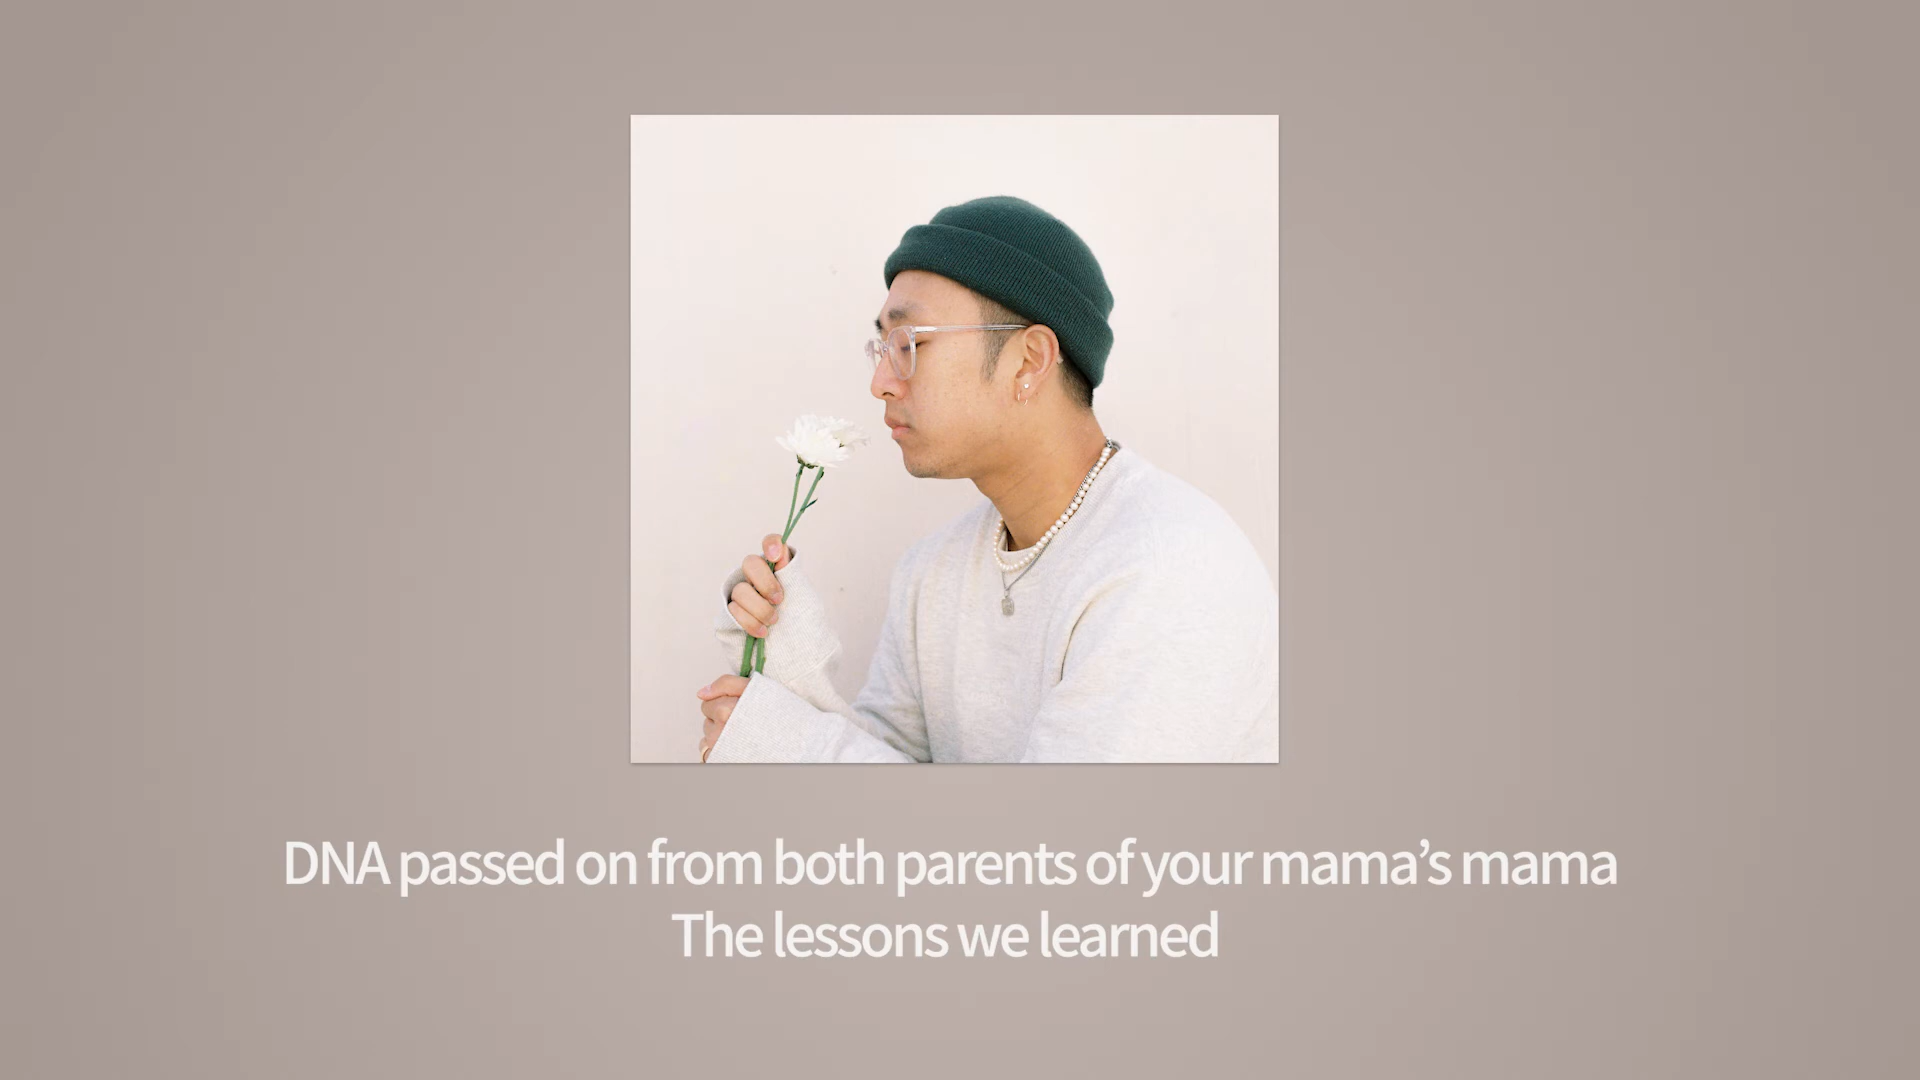 DNA passed on from both parents of your mama’s mama
The lessons we learned